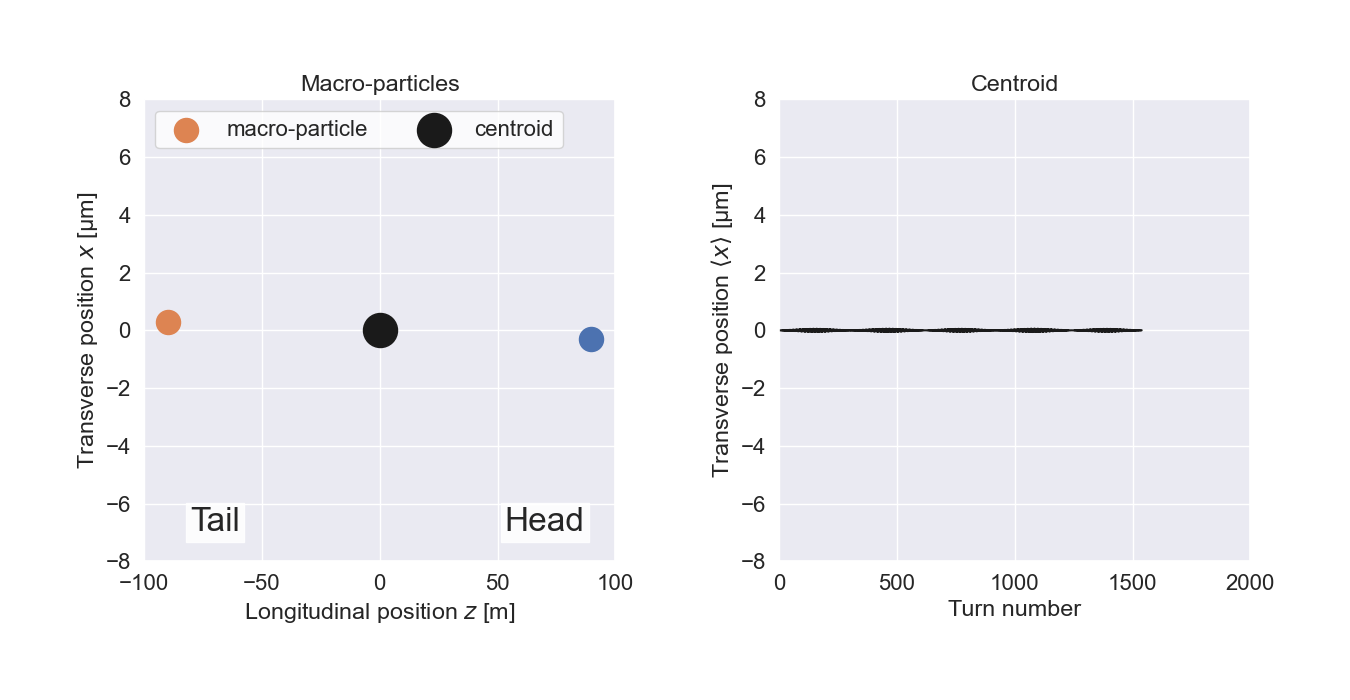 Macro-particles
macro-particle
centroid
8
6
4
2
0
−2
−4
−6
−8
Transverse position x [μm]
Tail
Head
−100
−50
0
50
100
Longitudinal position z [m]
Centroid
8
6
4
2
0
−2
−4
−6
−8
Transverse position ⟨x⟩ [μm]
0
500
1000
1500
2000
Turn number